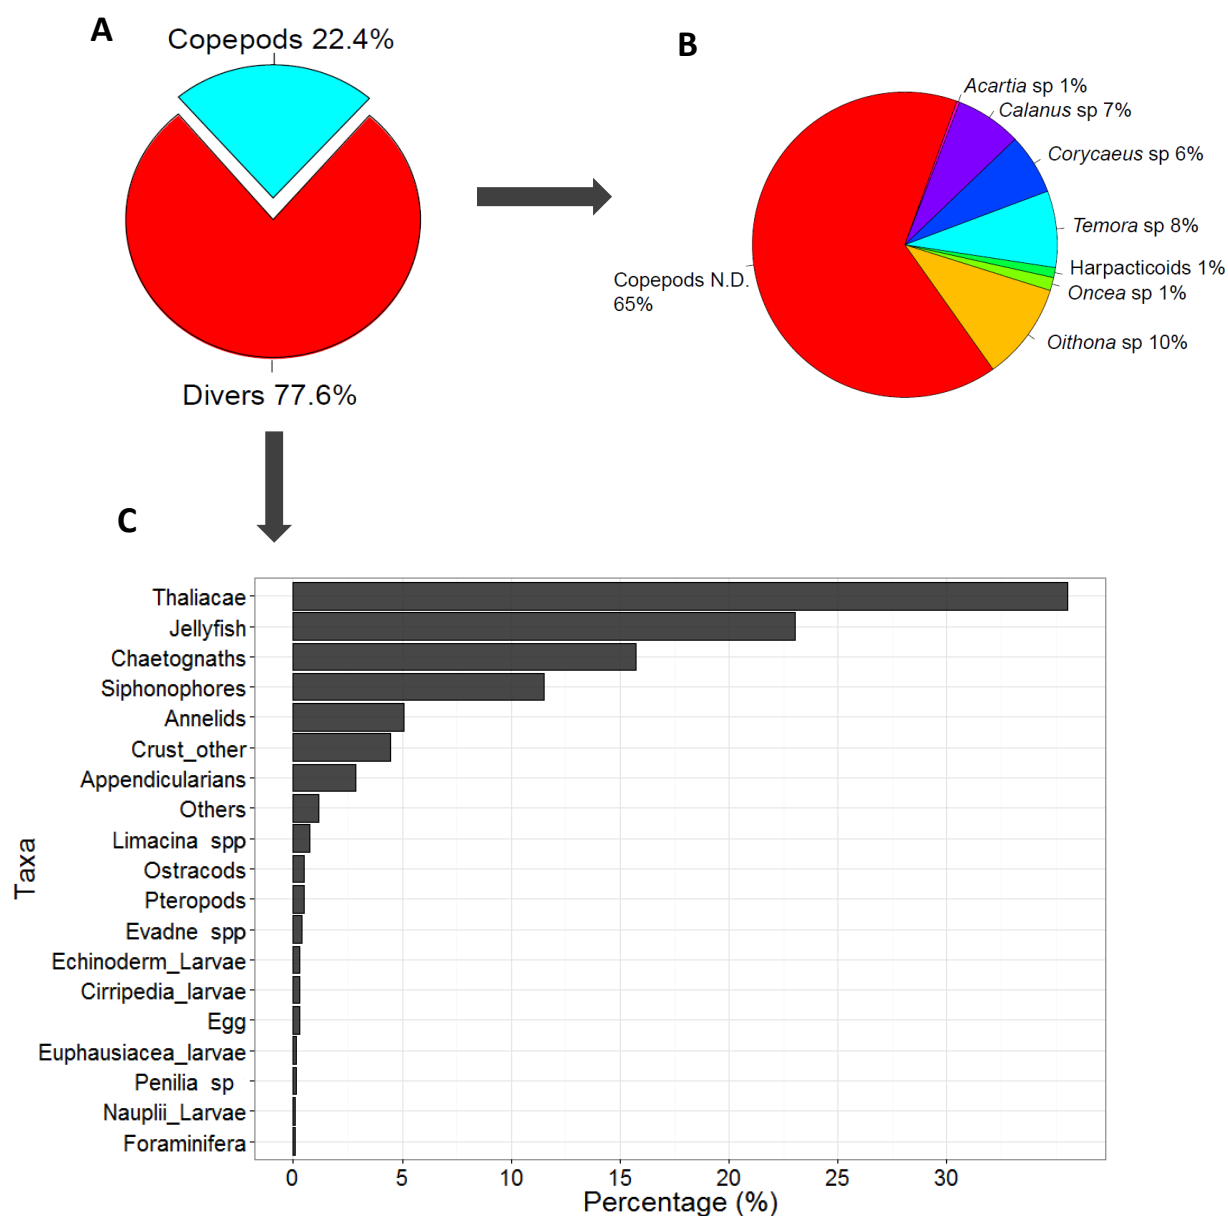 A
Copepods 22.4%
Divers 77.6%
B
Acartia sp 1%
Calanus sp 7%
Corycaeus sp 6%
Temora sp 8%
Harpacticoids 1%
Oncea sp 1%
Oithona sp 10%
Copepods N.D.
65%
C
Taxa
Thaliacae
Jellyfish
Chaetognaths
Siphonophores
Annelids
Crust_other
Appendicularians
Others
Limacina spp
Ostracods
Pteropods
Evadne spp
Echinoderm_Larvae
Cirripedia_larvae
Egg
Euphausiacea_larvae
Penilia sp
Nauplii_Larvae
Foraminifera
0 5 10 15 20 25 30
Percentage (%)